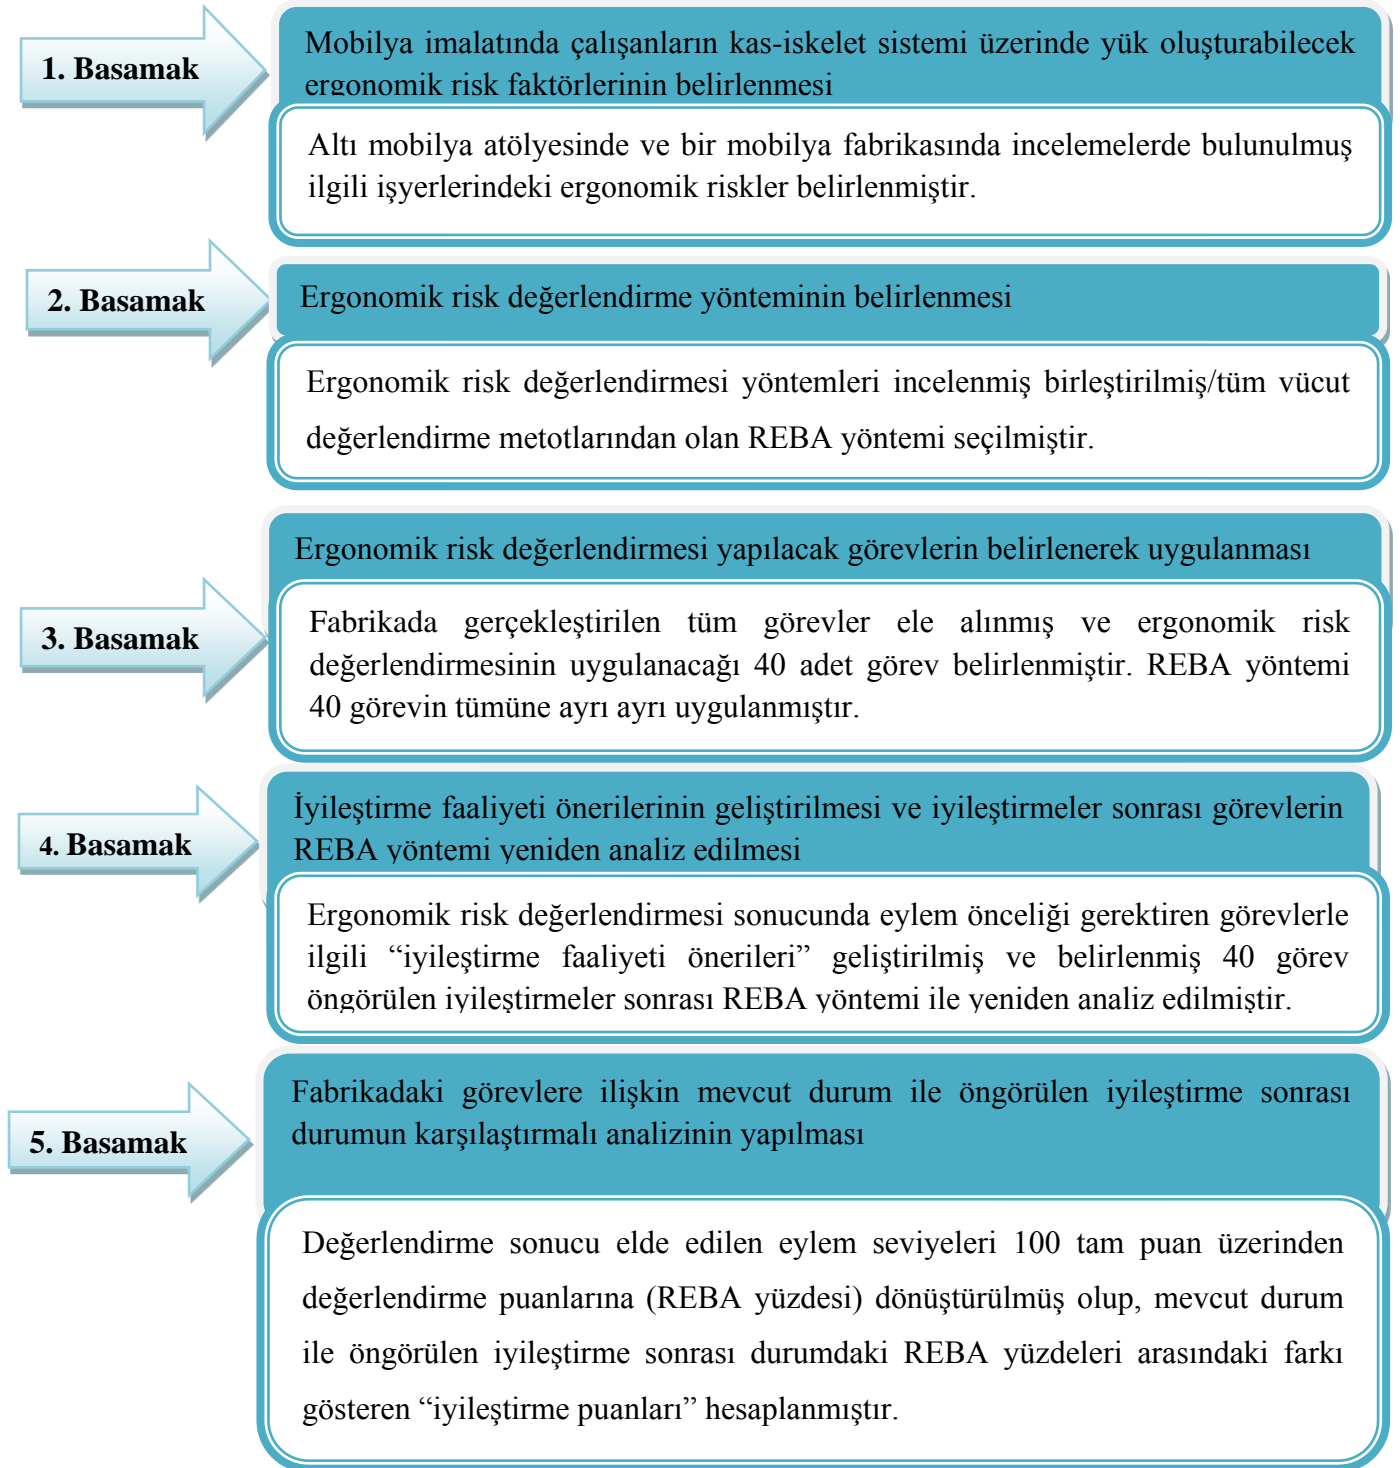 1. Basamak
Mobilya imalatında çalışanların kas-iskelet sistemi üzerinde yük oluşturabilecek
ergonomik risk faktörlerinin belirlenmesi
Altı mobilya atölyesinde ve bir mobilya fabrikasında incelemelerde bulunulmuş
ilgili işyerlerindeki ergonomik riskler belirlenmiştir.
2. Basamak
Ergonomik risk değerlendirme yönteminin belirlenmesi
Ergonomik risk değerlendirmesi yöntemleri incelenmiş birleştirilmiş/tüm vücut
değerlendirme metotlarından olan REBA yöntemi seçilmiştir.
3. Basamak
Ergonomik risk değerlendirmesi yapılacak görevlerin belirlenerek uygulanması
Fabrikada gerçekleştirilen tüm görevler ele alınmış ve ergonomik risk
değerlendirmesinin uygulanacağı 40 adet görev belirlenmiştir. REBA yöntemi
40 görevin tümüne ayrı ayrı uygulanmıştır.
4. Basamak
İyileştirme faaliyeti önerilerinin geliştirilmesi ve iyileştirmeler sonrası görevlerin
REBA yöntemi yeniden analiz edilmesi
Ergonomik risk değerlendirmesi sonucunda eylem önceliği gerektiren görevlerle
ilgili “iyileştirme faaliyeti önerileri” geliştirilmiş ve belirlenmiş 40 görev
öngörülen iyileştirmeler sonrası REBA yöntemi ile yeniden analiz edilmiştir.
5. Basamak
Fabrikadaki görevlere ilişkin mevcut durum ile öngörülen iyileştirme sonrası
durumun karşılaştırmalı analizinin yapılması
Değerlendirme sonucu elde edilen eylem seviyeleri 100 tam puan üzerinden
değerlendirme puanlarına (REBA yüzdesi) dönüştürülmüş olup, mevcut durum
ile öngörülen iyileştirme sonrası durumdaki REBA yüzdeleri arasındaki farkı
gösteren “iyileştirme puanları” hesaplanmıştır.